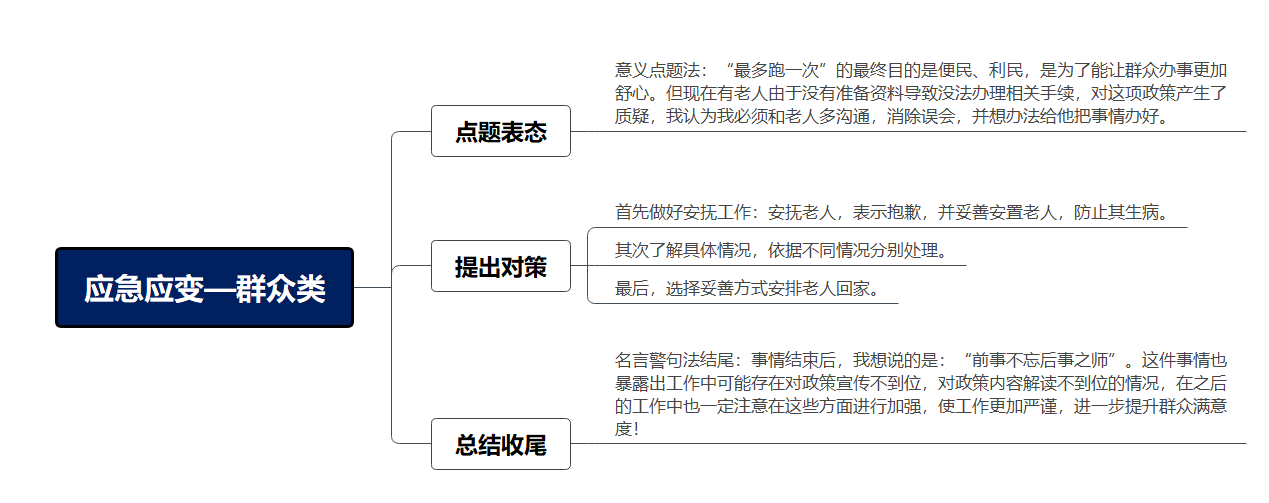 应急应变—群众类
点题表态
意义点题法：“最多跑一次”的最终目的是便民、利民，是为了能让群众办事更加
舒心。但现在有老人由于没有准备资料导致没法办理相关手续，对这项政策产生了
质疑，我认为我必须和老人多沟通，消除误会，并想办法给他把事情办好。
提出对策
首先做好安抚工作：安抚老人，表示抱歉，并妥善安置老人，防止其生病。
其次了解具体情况，依据不同情况分别处理。
最后，选择妥善方式安排老人回家。
总结收尾
名言警句法结尾：事情结束后，我想说的是：“前事不忘后事之师”。这件事情也
暴露出工作中可能存在对政策宣传不到位，对政策内容解读不到位的情况，在之后
的工作中也一定注意在这些方面进行加强，使工作更加严谨，进一步提升群众满意
度！